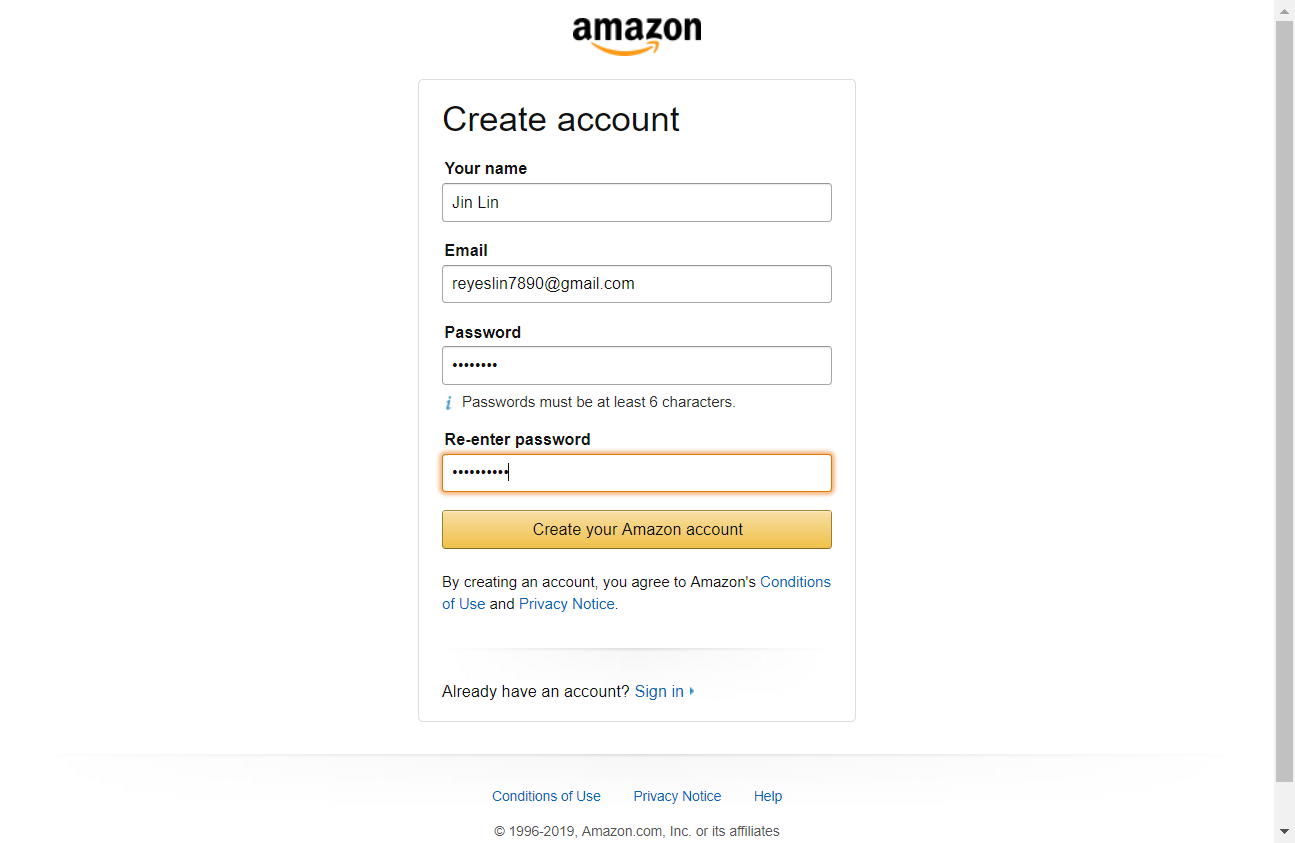 amazon
Create account
Your name
Jin Lin
Email
reyeslin7890@gmail.com
Password
••••••••
i Passwords must be at least 6 characters.
Re-enter password
••••••••••
Create your Amazon account
By creating an account, you agree to Amazon's Conditions
of Use and Privacy Notice.
Already have an account? Sign in
Conditions of Use Privacy Notice Help
© 1996-2019, Amazon.com, Inc. or its affiliates